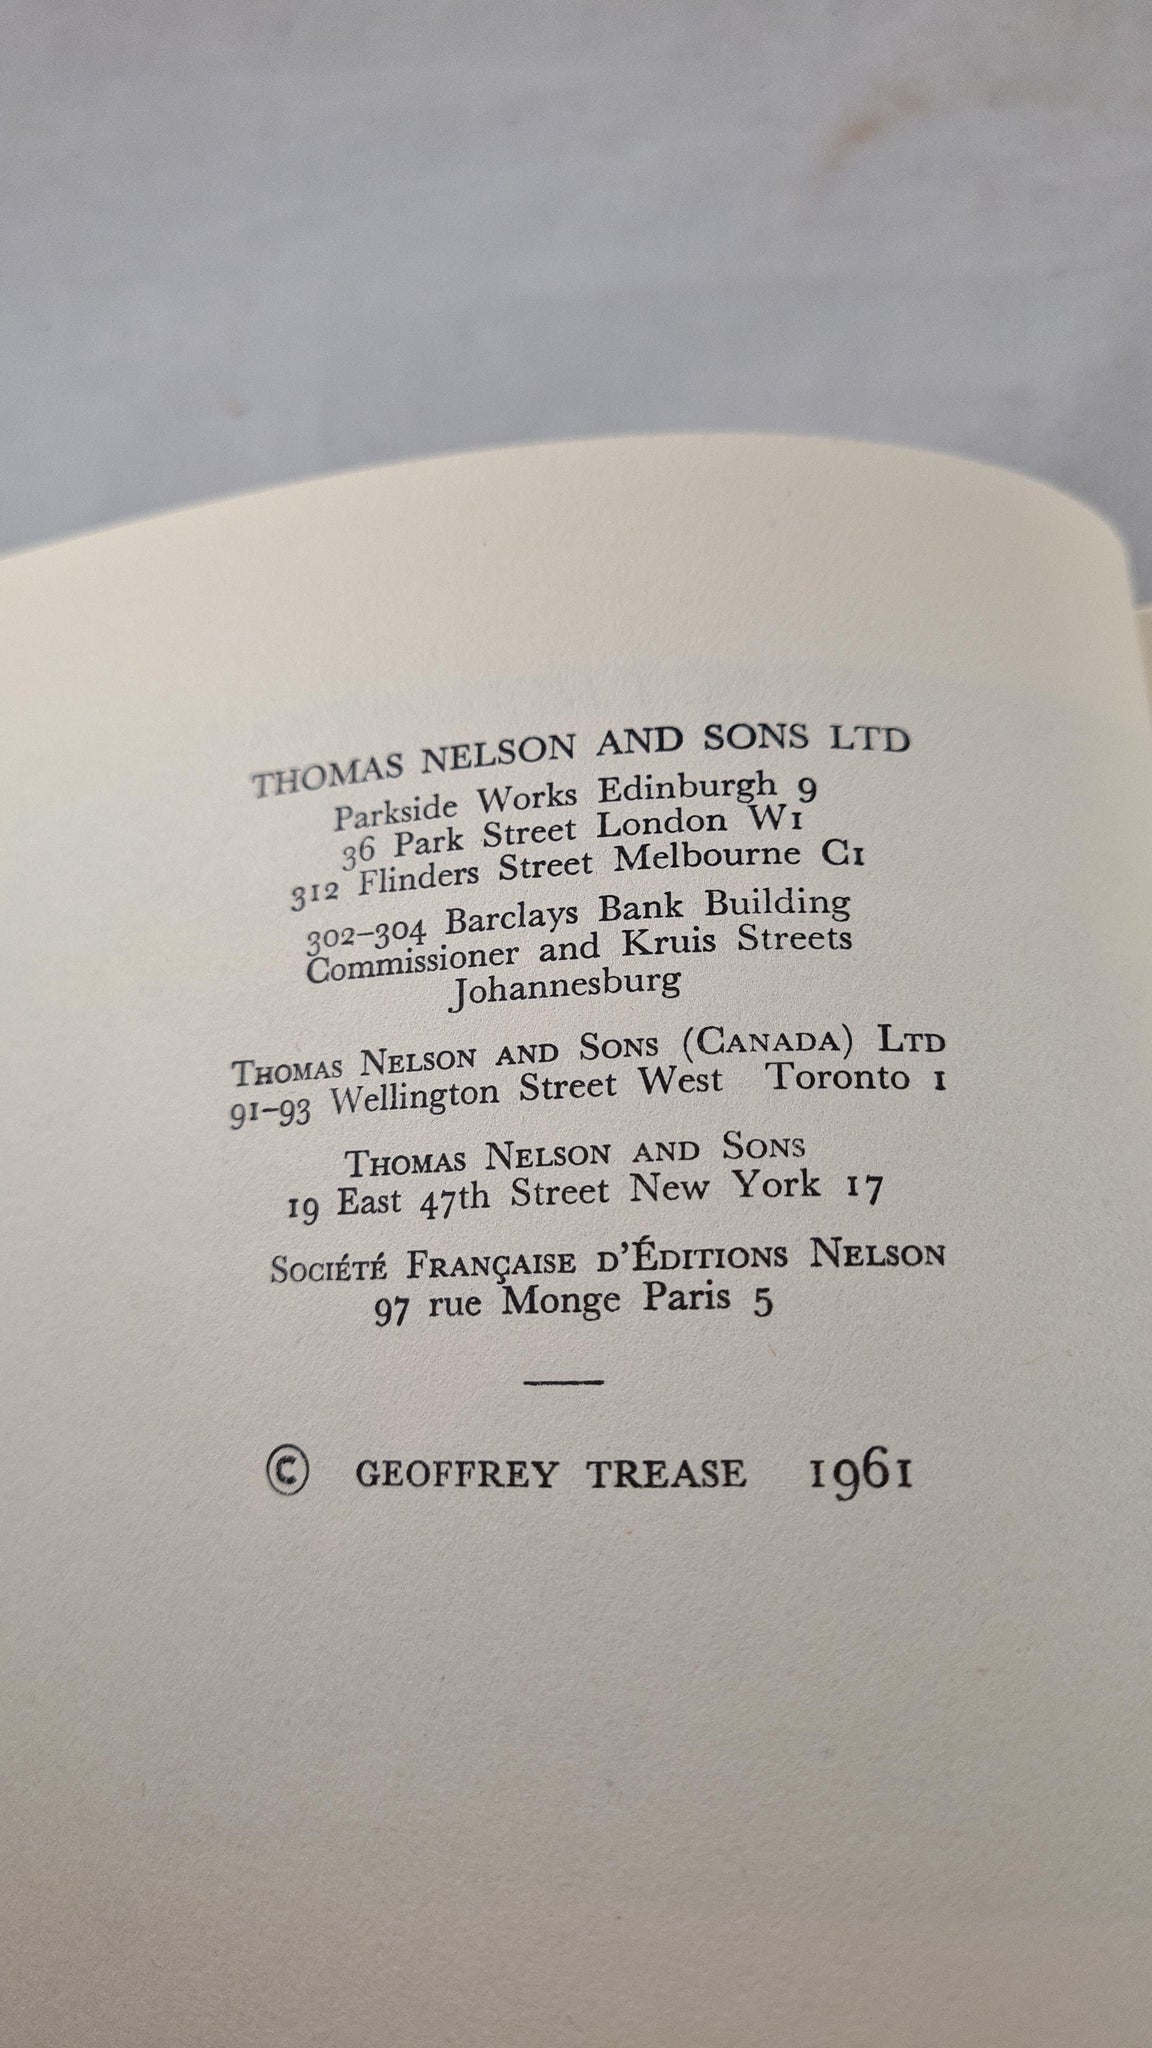 THOMAS NELSON AND SONS LTD
Parkside Works Edinburgh 9
36 Park Street London W1
312 Flinders Street Melbourne C1
302–304 Barclays Bank Building
Commissioner and Kruis Streets
Johannesburg
THOMAS NELSON AND SONS (CANADA) LTD
91–93 Wellington Street West Toronto 1
THOMAS NELSON AND SONS
19 East 47th Street New York 17
SOCIÉTÉ FRANÇAISE D’ÉDITIONS NELSON
97 rue Monge Paris 5
© GEOFFREY TREASE 1961